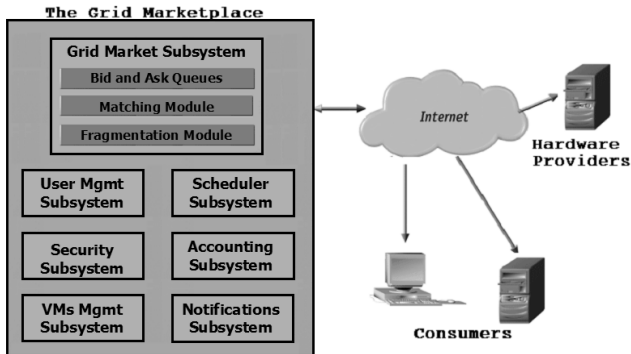 The Grid Marketplace
Grid Market Subsystem
Bid and Ask Queues
Matching Module
Fragmentation Module
User Mgmt
Subsystem
Scheduler
Subsystem
Security
Subsystem
Accounting
Subsystem
VMs Mgmt
Subsystem
Notifications
Subsystem
Internet
Hardware
Providers
Consumers